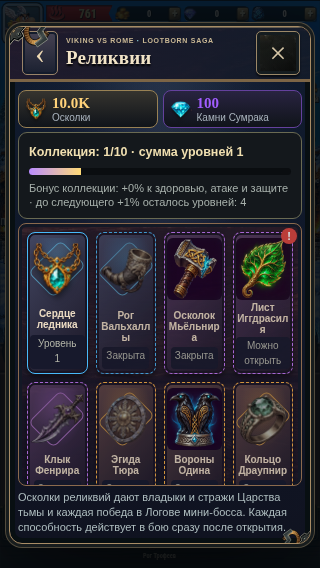 VIKING VS ROME · LOOTBORN SAGA
Реликвии
10.0K
Осколки
100
Камни Сумрака
Коллекция: 1/10 · сумма уровней 1
Бонус коллекции: +0% к здоровью, атаке и защите
· до следующего +1% осталось уровней: 4
Сердце
ледника
Уровень
1
Рог
Вальхалл
ы
Закрыта
Осколок
Мьёльнир
а
Закрыта
!
Лист
Иггдрасил
я
Можно
открыть
Клык
Фенрира
Эгида
Тюра
Вороны
Одина
Кольцо
Драупнир
Осколки реликвий дают владыки и стражи Царства
тьмы и каждая победа в Логове мини-босса. Каждая
способность действует в бою сразу после открытия.